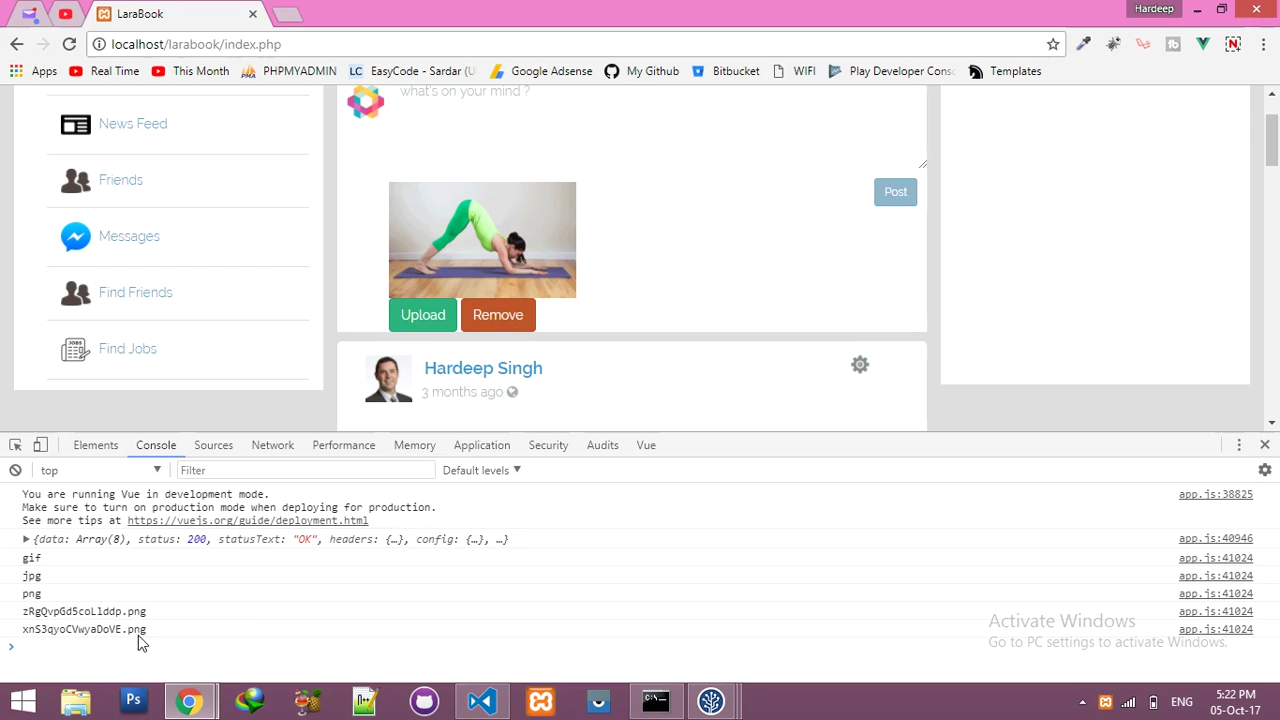 LaraBook
Hardeep
localhost/larabook/index.php
Apps Real Time This Month PHPMYADMIN EasyCode - Sardar (U Google Adsense My Github Bitbucket WIFI Play Developer Cons Templates
what's on your mind ?
News Feed
Friends
Messages
Find Friends
Find Jobs
Post
Upload Remove
Hardeep Singh
3 months ago
Elements Console Sources Network Performance Memory Application Security Audits Vue
top Filter Default levels
You are running Vue in development mode. app.js:38825
Make sure to turn on production mode when deploying for production.
See more tips at https://vuejs.org/guide/deployment.html
{data: Array(8), status: 200, statusText: "OK", headers: {…}, config: {…}, …} app.js:40946
gif app.js:41024
jpg app.js:41024
png app.js:41024
zRgQvpGd5coLlddp.png app.js:41024
xnS3qyoCVwyaDoVE.png app.js:41024
Activate Windows
Go to PC settings to activate Windows.
ENG
5:22 PM
05-Oct-17